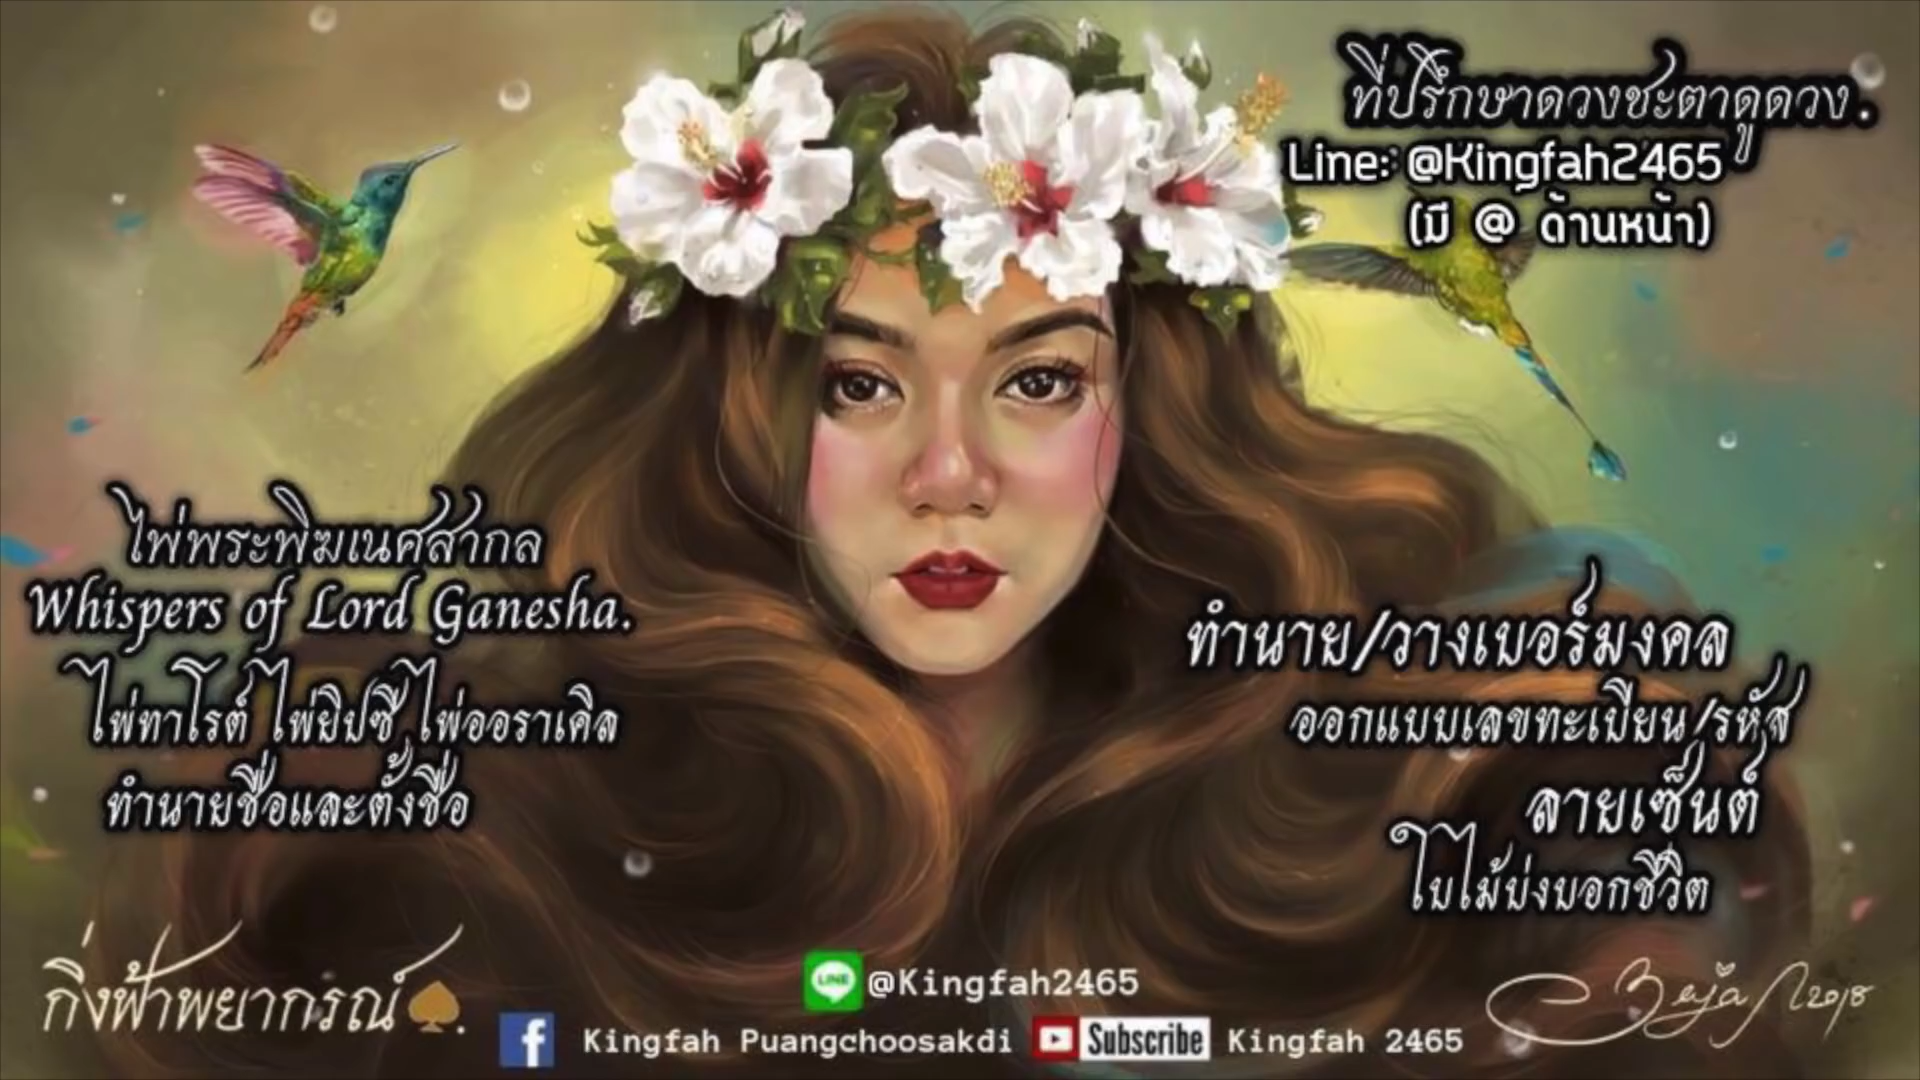 ที่ปรึกษาดวงชะตาดูดวง.
Line: @Kingfah2465
(มี @ ด้านหน้า)
ไพ่พระพิฆเนศสากล
Whispers of Lord Ganesha.
ไพ่ทาโรต์ ไพ่ยิปซี ไพ่ออราเคิล
ทำนายชื่อและตั้งชื่อ
ทำนาย/วางเบอร์มงคล
ออกแบบเลขทะเบียน/รหัส
ลายเซ็นต์
ใบไม้บ่งบอกชีวิต
กิ่งฟ้าพยากรณ์.
LINE @Kingfah2465
f Kingfah Puangchoosakdi Subscribe Kingfah 2465
2018